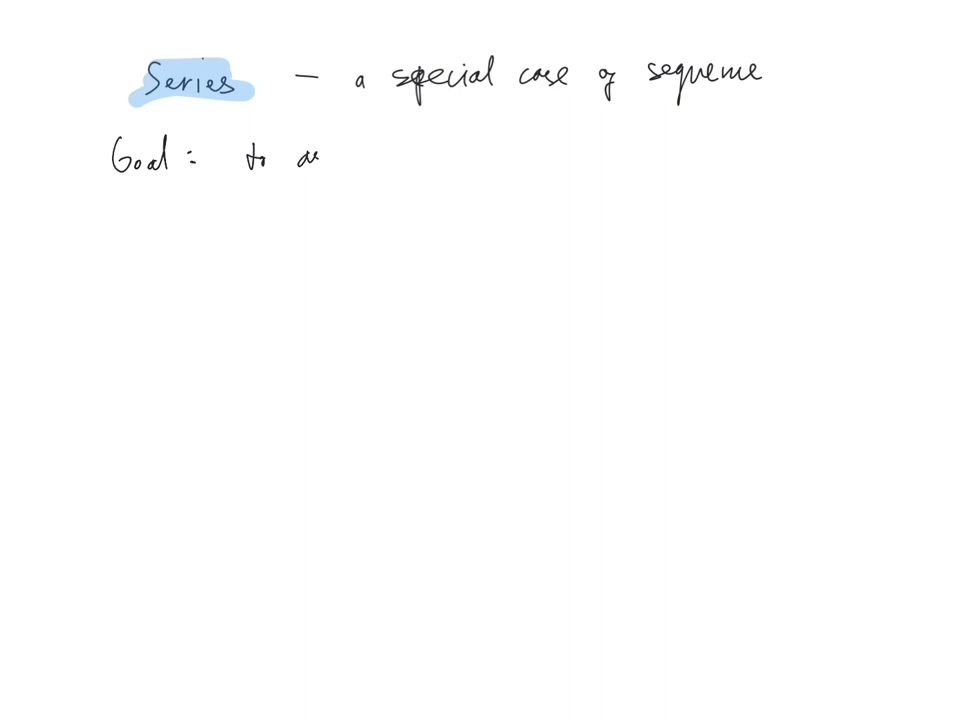 Series — a special case of sequence
Goal: to